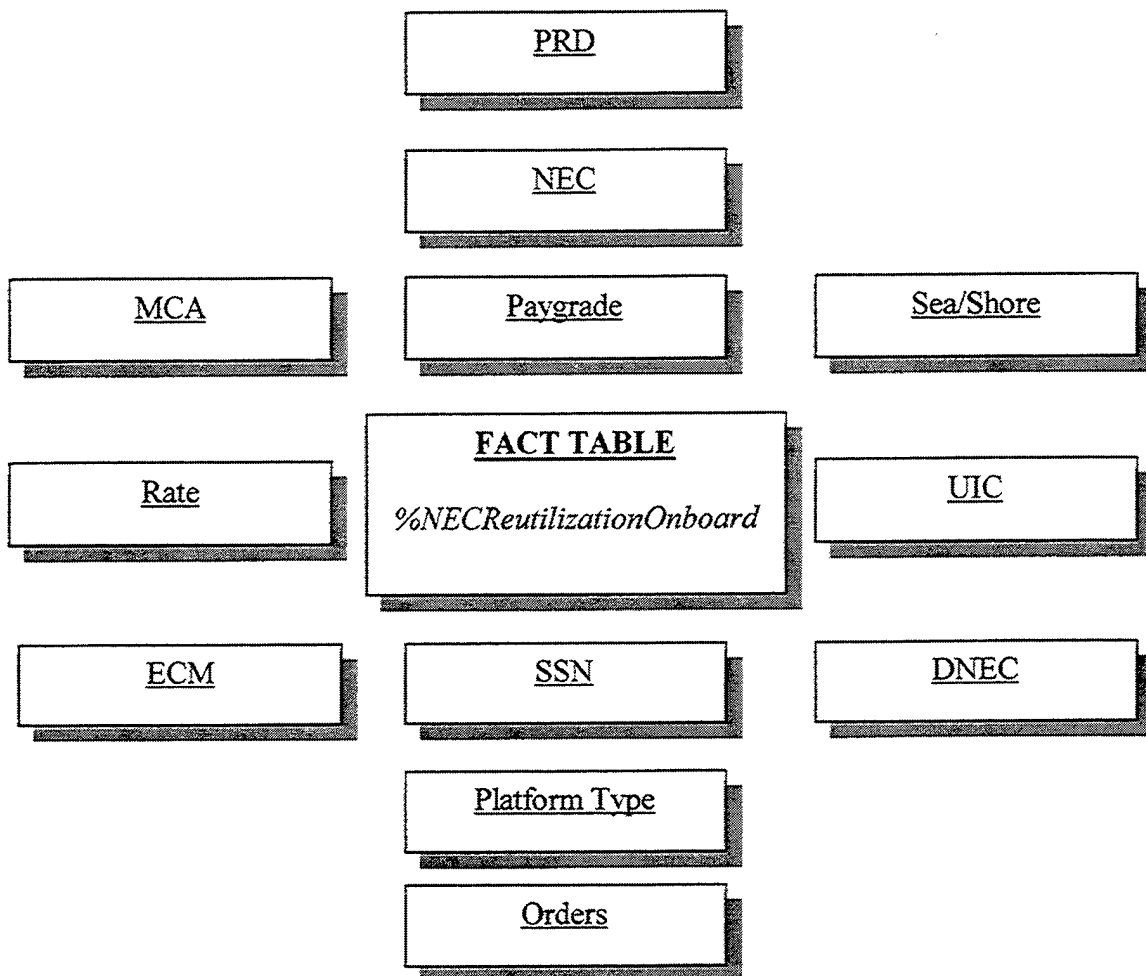 PRD
NEC
MCA
Paygrade
Sea/Shore
FACT TABLE
%NECReutilizationOnboard
Rate
UIC
ECM
SSN
DNEC
Platform Type
Orders